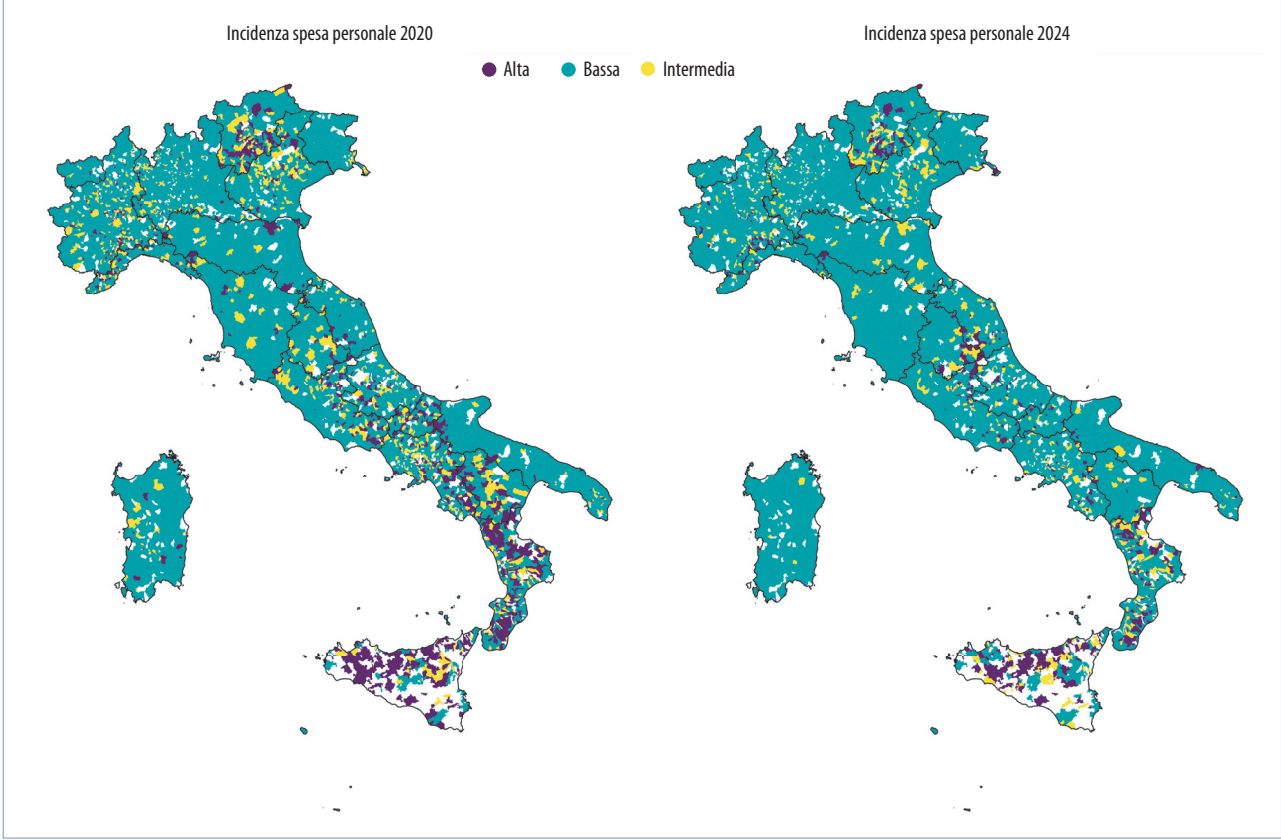 Incidenza spesa personale 2020
Incidenza spesa personale 2024
Alta Bassa Intermedia